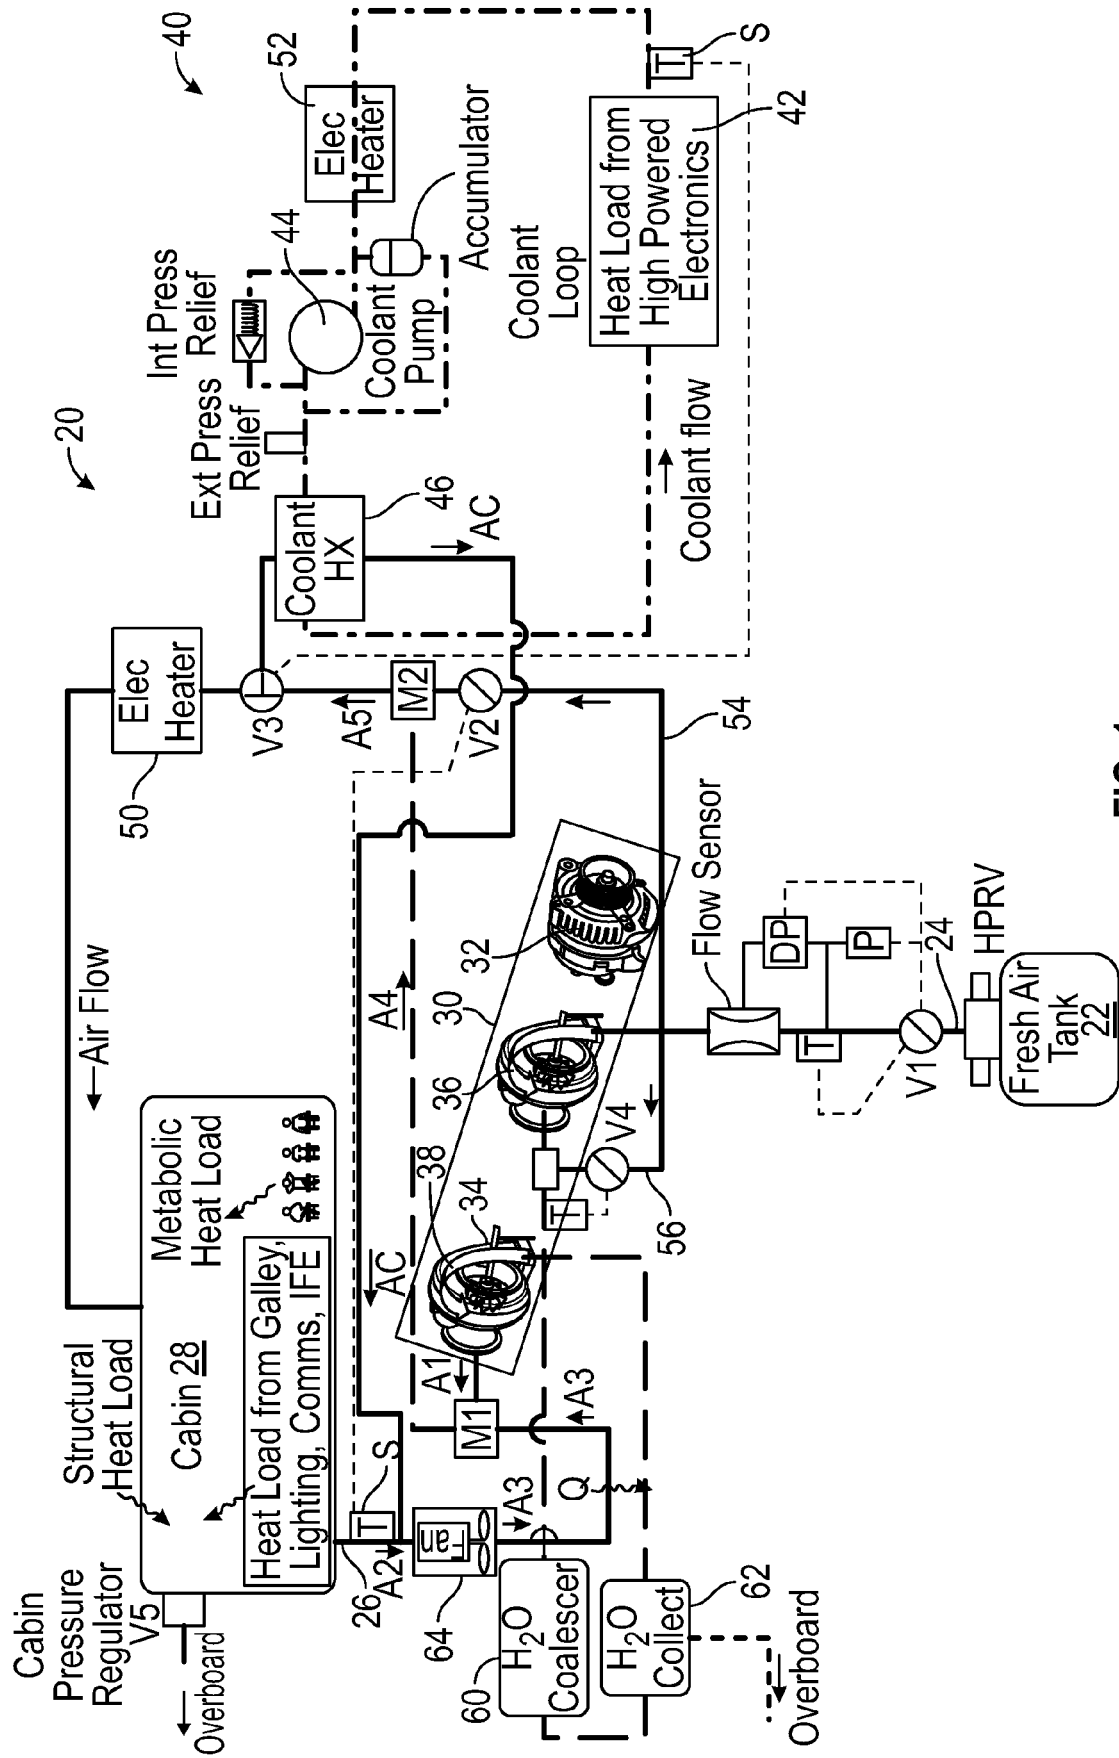 20
40
Cabin
Pressure
Regulator
V5
Overboard
Structural
Heat Load
Cabin 28
Metabolic
Heat Load
Heat Load from Galley,
Lighting, Comms, IFE
Air Flow
50
Elec
Heater
V3
Ext Press
Relief
Int Press
Relief
44
Elec
Heater
52
Coolant
HX
46
AC
Coolant
Pump
Accumulator
Coolant
Loop
T
S
Heat Load from
High Powered
Electronics
42
Coolant flow
A5
M2
V2
54
A4
AC
T
S
26
A2
Fan
64
A3
A3
M1
A1
38
34
36
30
32
T
V4
56
Q
60
H2O
Coalescer
H2O
Collect
62
Overboard
Flow Sensor
DP
P
T
V1
24
HPRV
Fresh Air
Tank
22